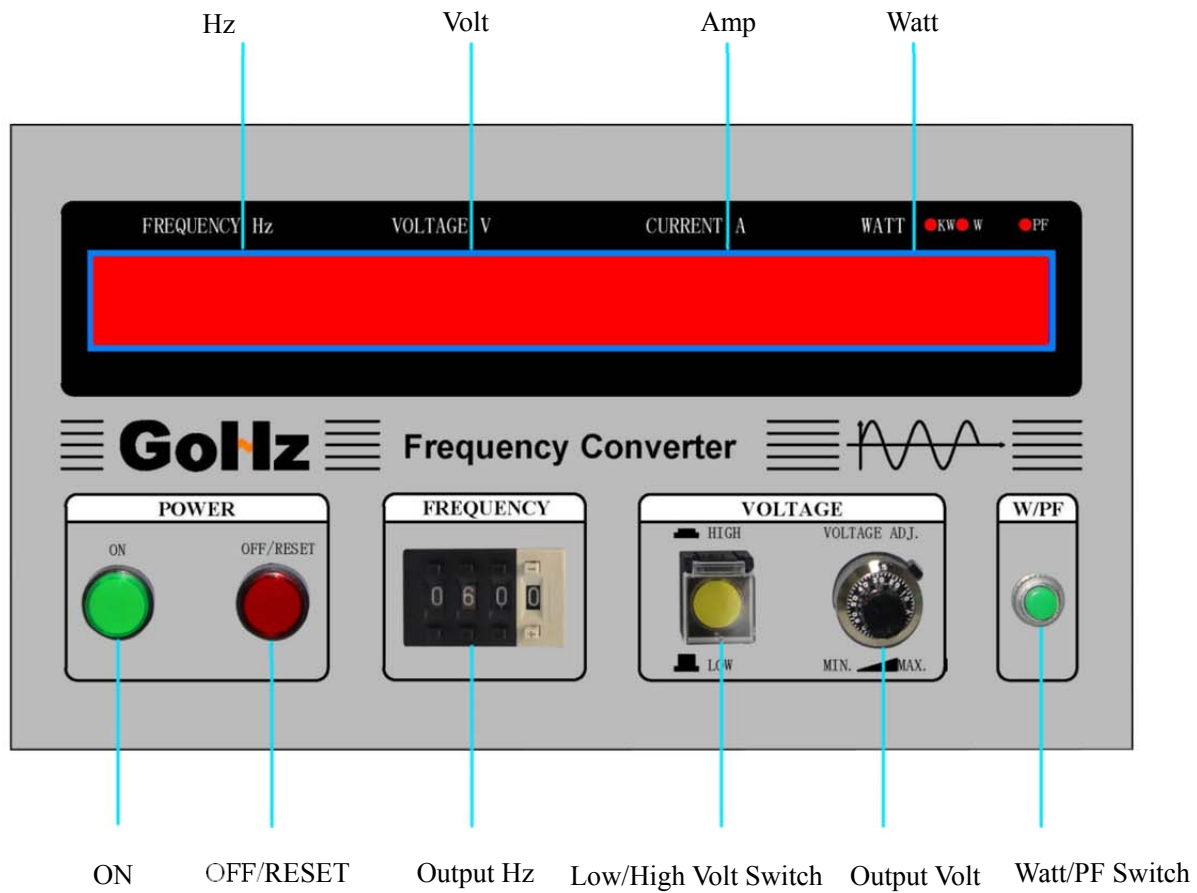 Hz Volt Amp Watt
FREQUENCY Hz VOLTAGE V CURRENT A WATT KW W PF
GoHz Frequency Converter
POWER FREQUENCY VOLTAGE W/PF
ON OFF/RESET HIGH VOLTAGE ADJ.
0 6 0 0
LOW MIN. MAX.
ON OFF/RESET Output Hz Low/High Volt Switch Output Volt Watt/PF Switch